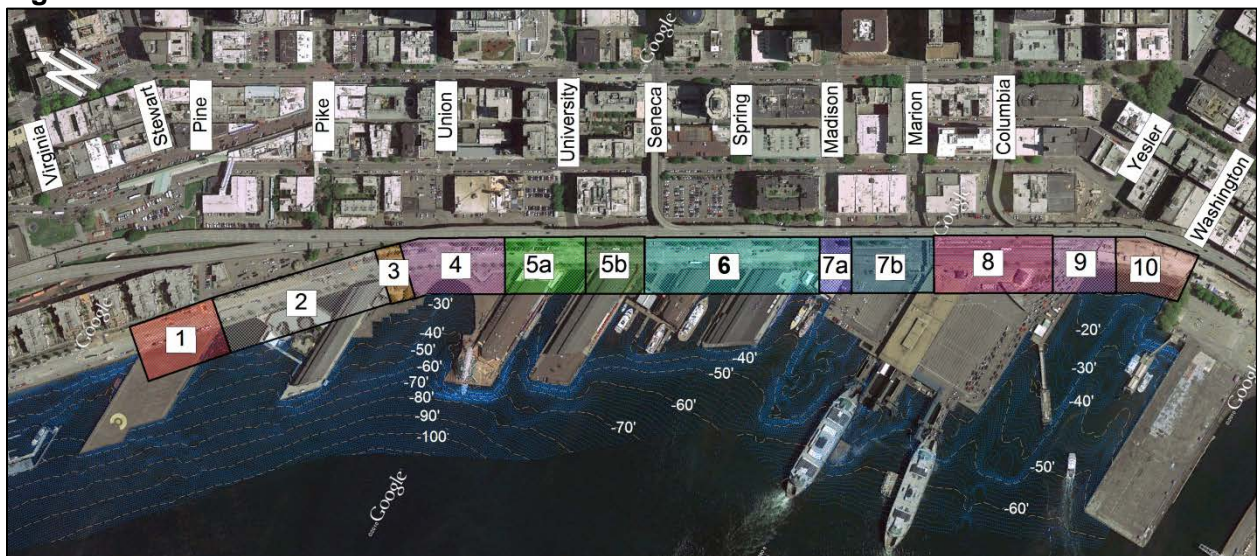 Virginia
Stewart
Pine
Pike
Union
University
Seneca
Spring
Madison
Marion
Columbia
Yesler
Washington
Google
Google
1
2
3
4
5a
5b
6
7a
7b
8
9
10
Google
Google
-30'
-40'
-50'
-60'
-70'
-80'
-90'
-100'
-40'
-50'
-60'
-70'
-20'
-30'
-40'
-50'
-60'
Google